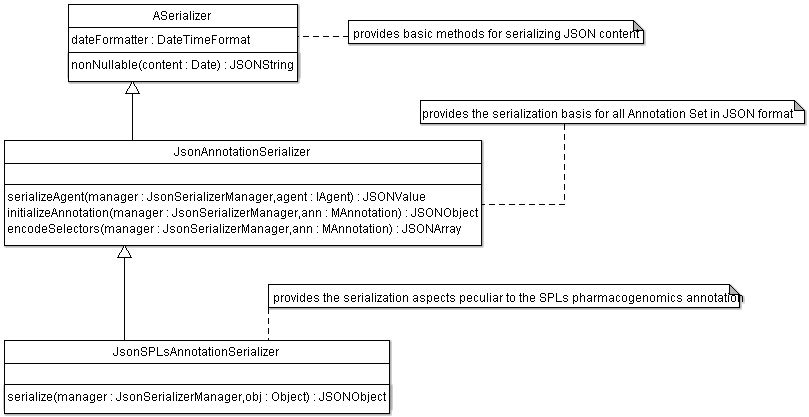 ASerializer
dateFormatter : DateTimeFormat
provides basic methods for serializing JSON content
nonNullable(content : Date) : JSONString
provides the serialization basis for all Annotation Set in JSON format
JsonAnnotationSerializer
serializeAgent(manager : JsonSerializerManager,agent : IAgent) : JSONValue
initializeAnnotation(manager : JsonSerializerManager,ann : MAnnotation) : JSONObject
encodeSelectors(manager : JsonSerializerManager,ann : MAnnotation) : JSONArray
provides the serialization aspects peculiar to the SPLs pharmacogenomics annotation
JsonSPLsAnnotationSerializer
serialize(manager : JsonSerializerManager,obj : Object) : JSONObject